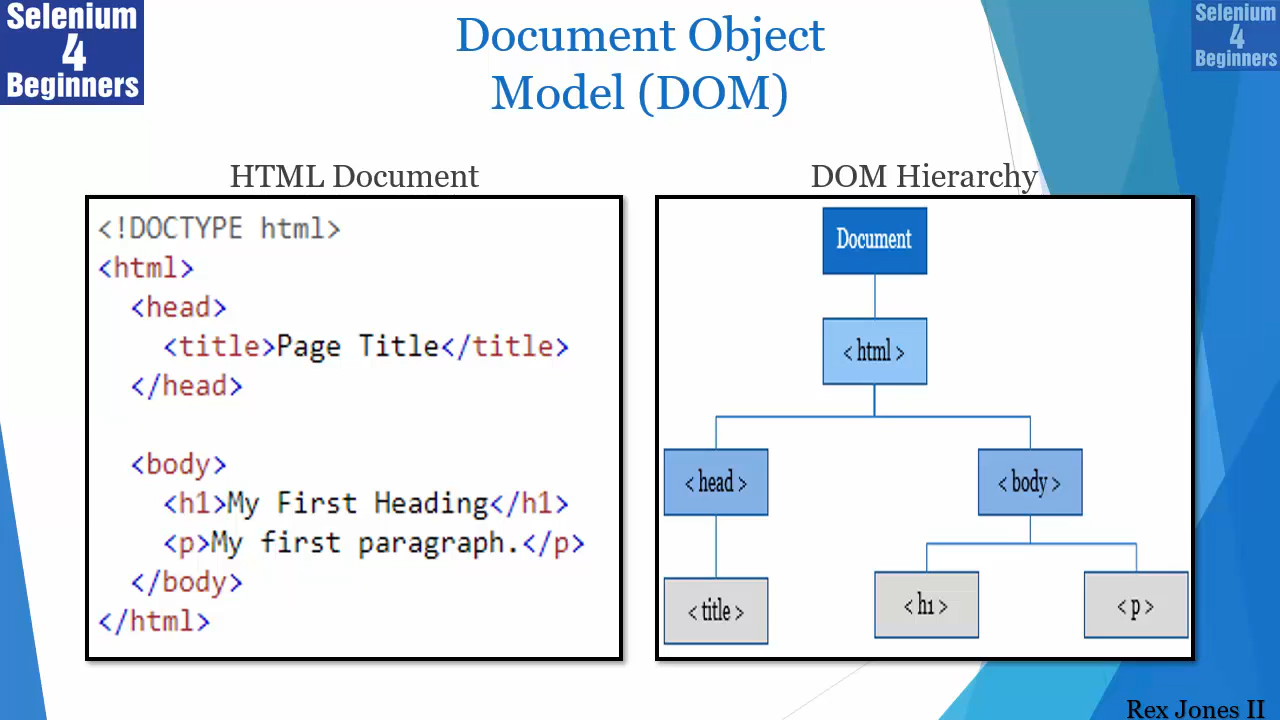 Selenium
4
Beginners
Document Object
Model (DOM)
Selenium
4
Beginners
HTML Document
<!DOCTYPE html>
<html>
<head>
<title>Page Title</title>
</head>
<body>
<h1>My First Heading</h1>
<p>My first paragraph.</p>
</body>
</html>
DOM Hierarchy
Document
< html >
< head >
< body >
< title >
< h1 >
< p >
Rex Jones II